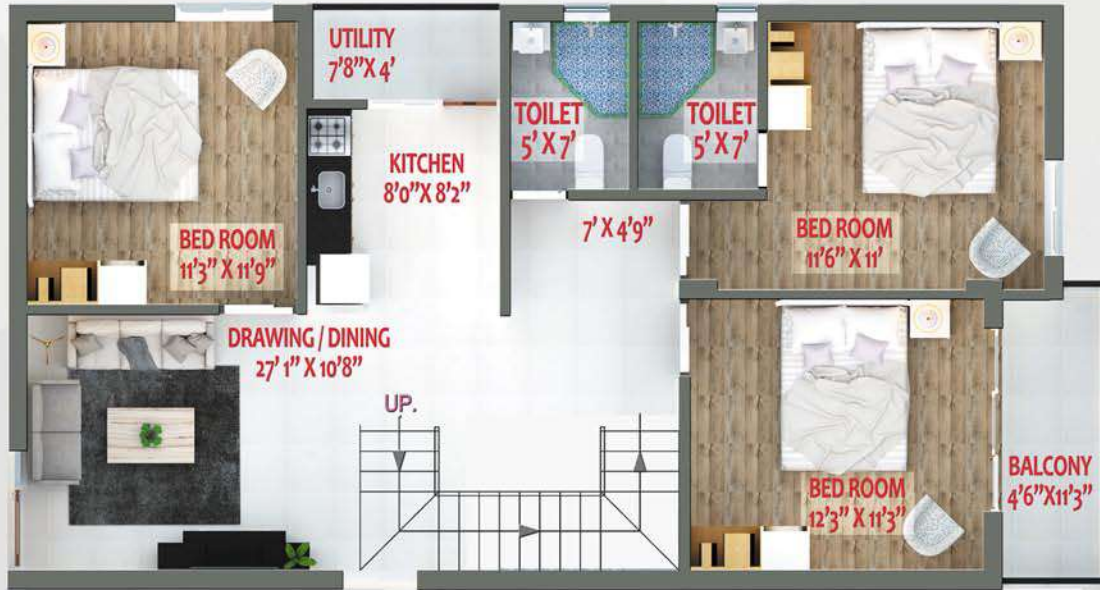 UTILITY
7'8”X 4'
TOILET
5' X 7'
TOILET
5' X 7'
KITCHEN
8'0”X 8'2”
7' X 4'9”
BED ROOM
11'3” X 11'9”
BED ROOM
11'6” X 11'
DRAWING / DINING
27' 1” X 10'8”
UP.
BED ROOM
12'3” X 11'3”
BALCONY
4'6”X11'3”